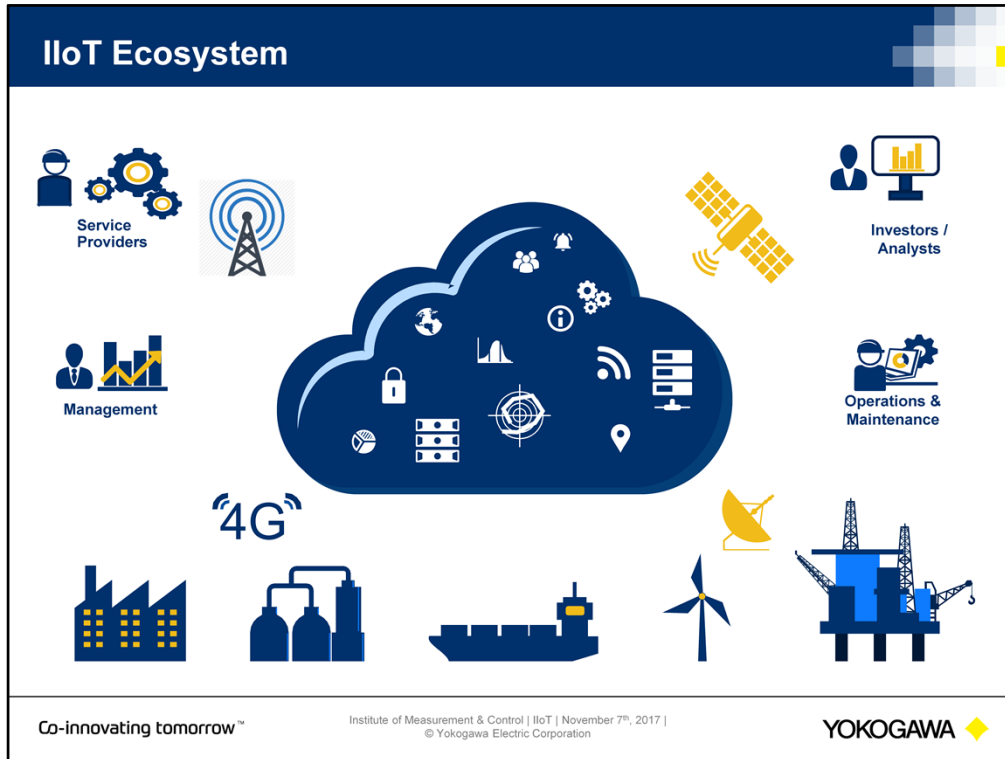 IIoT Ecosystem
Service
Providers
Investors /
Analysts
Management
Operations &
Maintenance
4G
Co-innovating tomorrow™
Institute of Measurement & Control | IIoT | November 7th, 2017 |
© Yokogawa Electric Corporation
YOKOGAWA